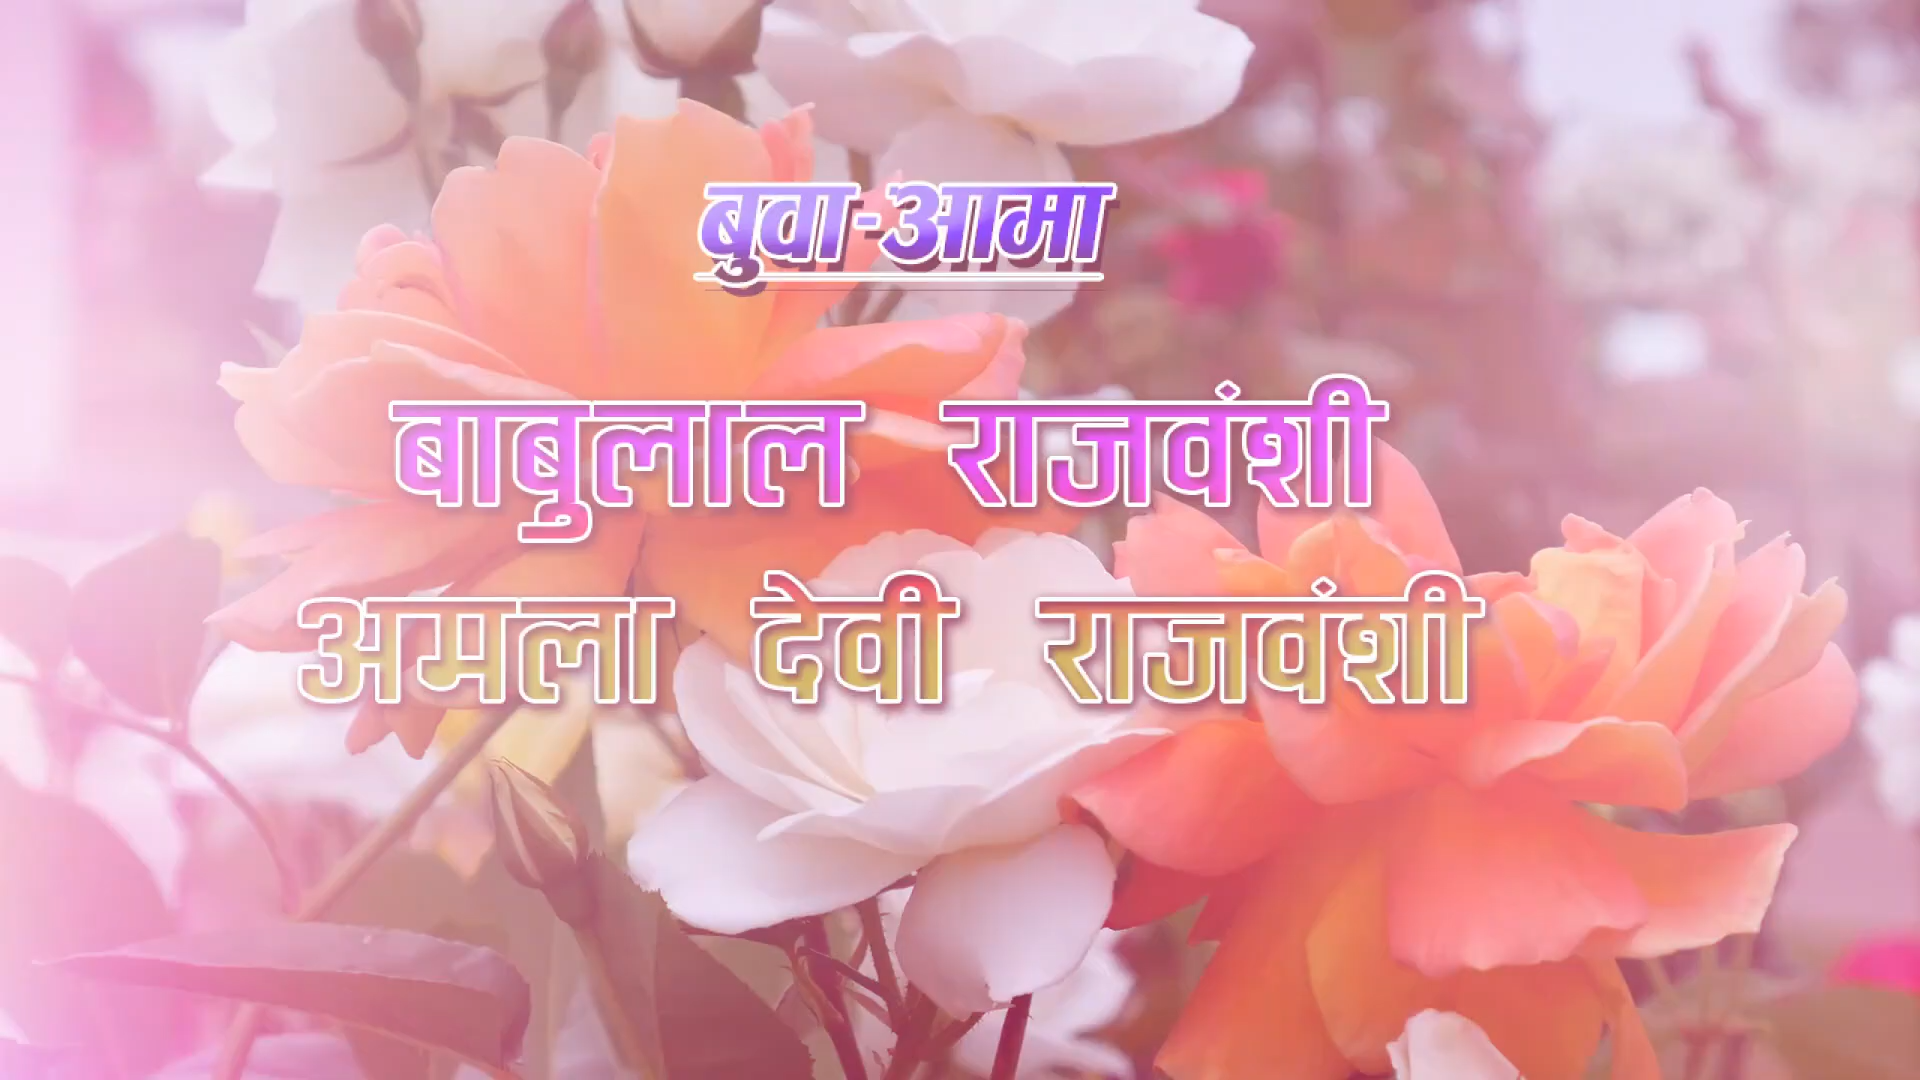 बुवा-आमा
बाबुलाल राजवंशी
अमला देवी राजवंशी